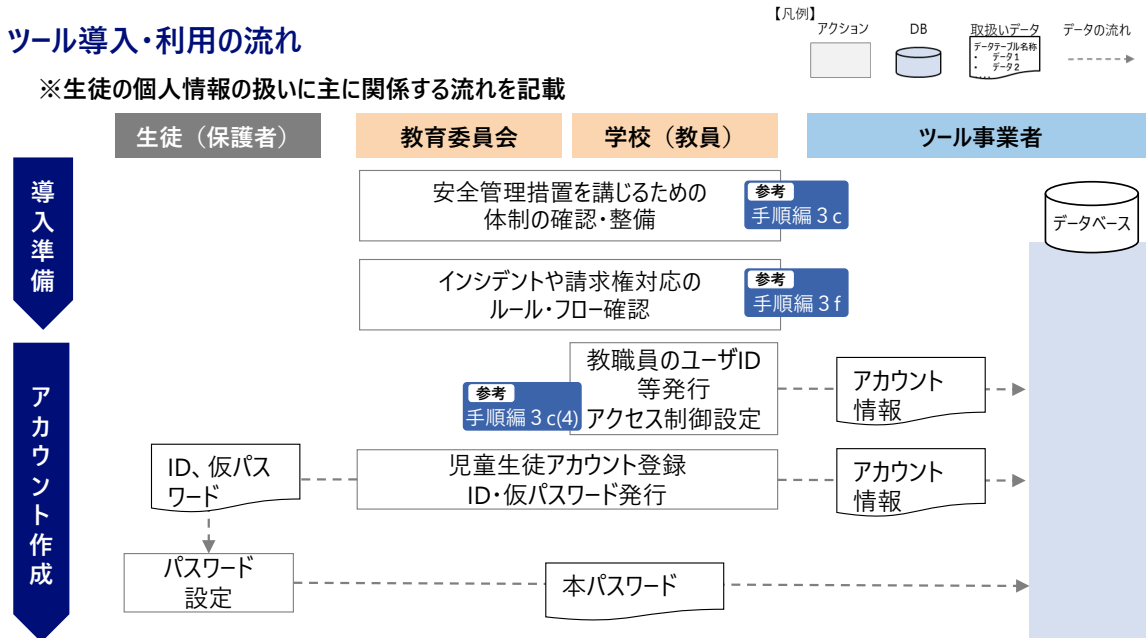 ツール導入・利用の流れ
※生徒の個人情報の扱いに主に関係する流れを記載
【凡例】
アクション
DB
取扱いデータ
データの流れ
データテーブル名称
・ データ1
・ データ2
・…
生徒（保護者）
教育委員会
学校（教員）
ツール事業者
導入準備
安全管理措置を講じるための
体制の確認・整備
参考
手順編3c
データベース
インシデントや請求権対応の
ルール・フロー確認
参考
手順編3f
アカウント作成
教職員のユーザID
等発行
アクセス制御設定
参考
手順編3c(4)
アカウント
情報
ID、仮パス
ワード
児童生徒アカウント登録
ID・仮パスワード発行
アカウント
情報
パスワード
設定
本パスワード